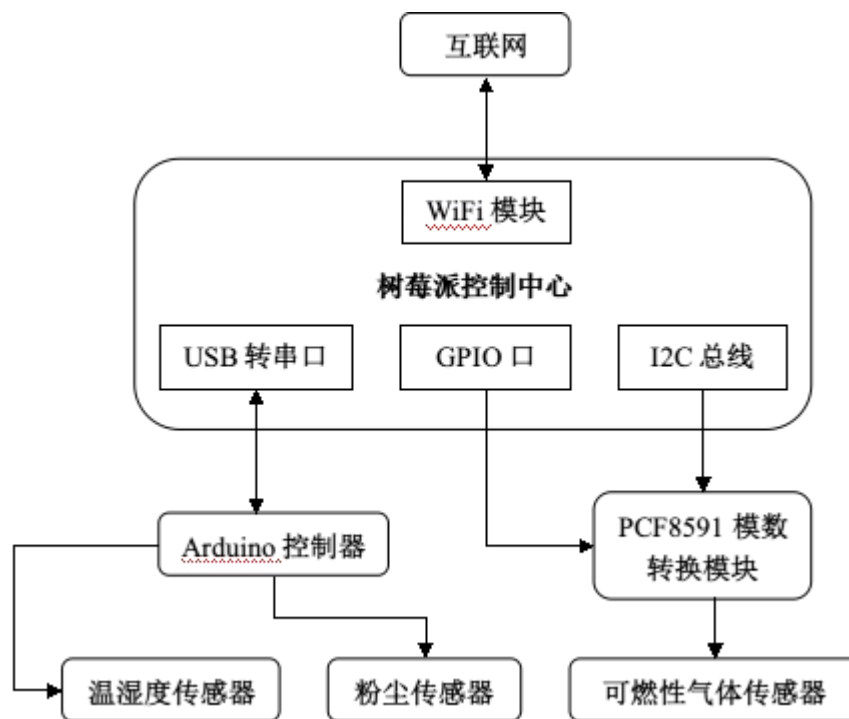 互联网
WiFi 模块
树莓派控制中心
USB 转串口
GPIO 口
I2C 总线
Arduino 控制器
PCF8591 模数
转换模块
温湿度传感器
粉尘传感器
可燃性气体传感器